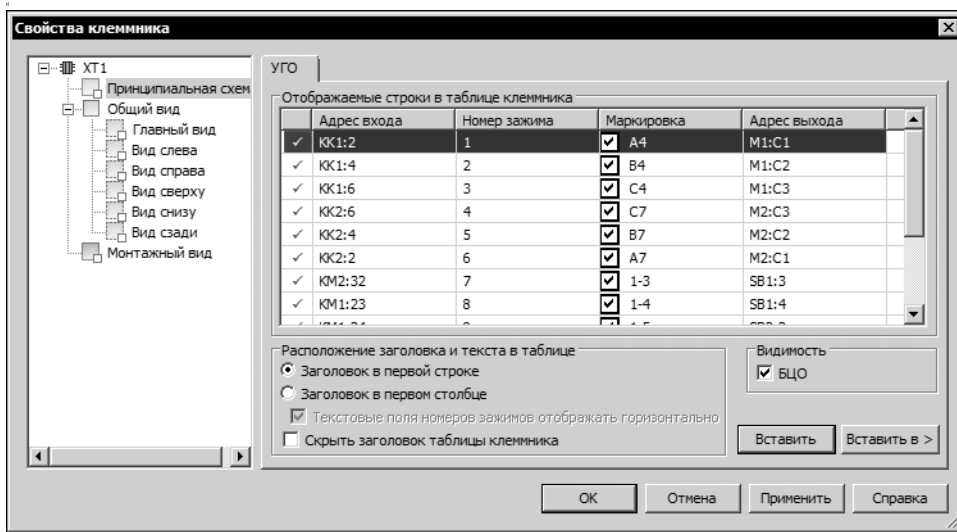 Свойства клеммника
XT1
Принципиальная схем
Общий вид
Главный вид
Вид слева
Вид справа
Вид сверху
Вид снизу
Вид сзади
Монтажный вид
УГО
Отображаемые строки в таблице клеммника
Адрес входа Номер зажима Маркировка Адрес выхода
KK1:2 1 A4 M1:C1
KK1:4 2 B4 M1:C2
KK1:6 3 C4 M1:C3
KK2:6 4 C7 M2:C3
KK2:4 5 B7 M2:C2
KK2:2 6 A7 M2:C1
KM2:32 7 1-3 SB1:3
KM1:23 8 1-4 SB1:4
Расположение заголовка и текста в таблице
Заголовок в первой строке
Заголовок в первом столбце
Текстовые поля номеров зажимов отображать горизонтально
Скрыть заголовок таблицы клеммника
Видимость
БЦО
Вставить Вставить в >
OK Отмена Применить Справка